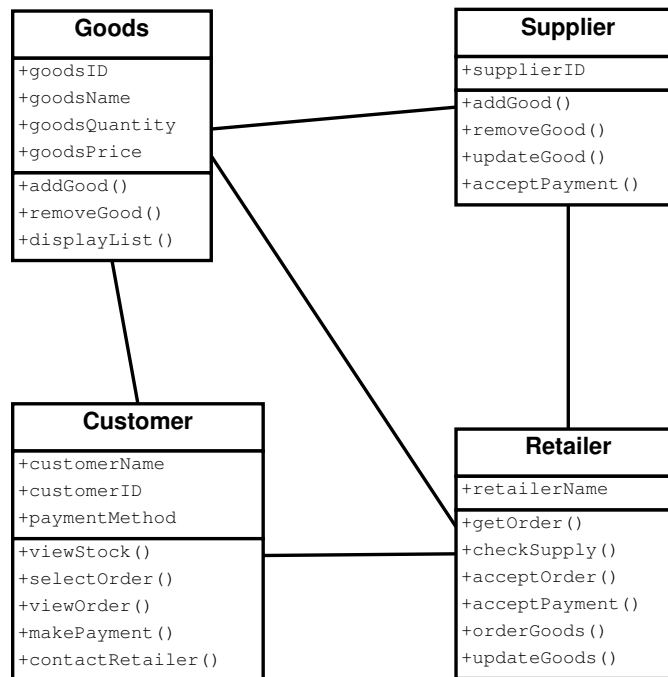 Goods
+goodsID
+goodsName
+goodsQuantity
+goodsPrice
+addGood()
+removeGood()
+displayList()
Supplier
+supplierID
+addGood()
+removeGood()
+updateGood()
+acceptPayment()
Customer
+customerName
+customerID
+paymentMethod
+viewStock()
+selectOrder()
+viewOrder()
+makePayment()
+contactRetailer()
Retailer
+retailerName
+getOrder()
+checkSupply()
+acceptOrder()
+acceptPayment()
+orderGoods()
+updateGoods()